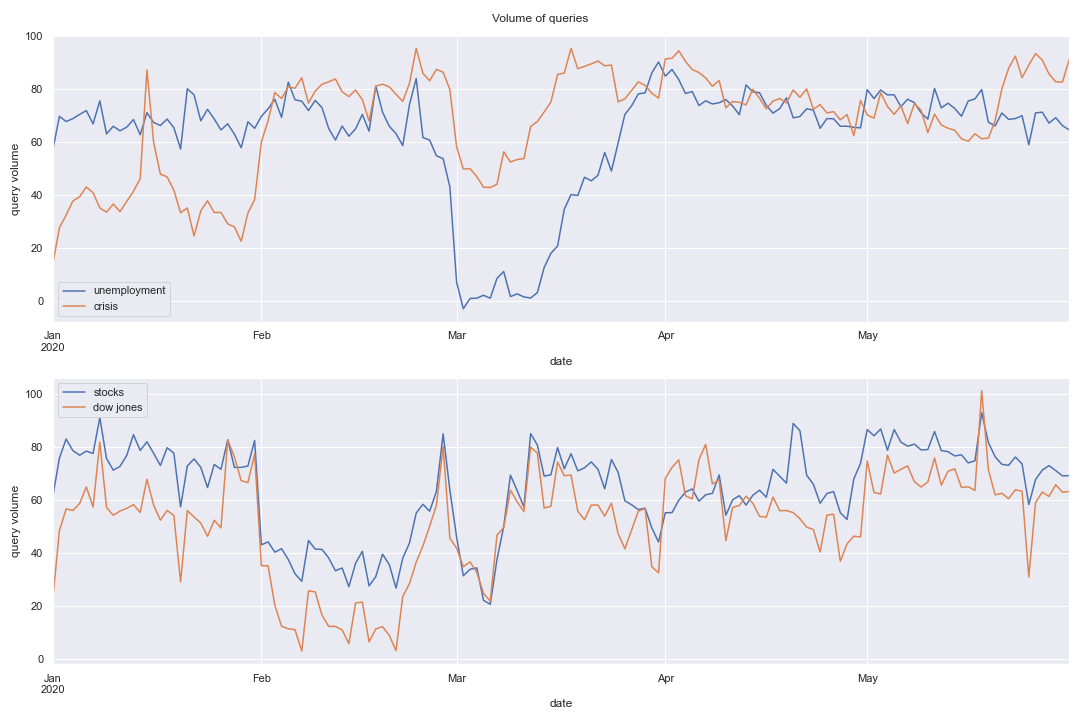 Volume of queries
100
80
60
40
20
0
query volume
unemployment
crisis
Jan
2020
Feb
Mar
Apr
May
date
100
80
60
40
20
0
query volume
stocks
dow jones
Jan
2020
Feb
Mar
Apr
May
date